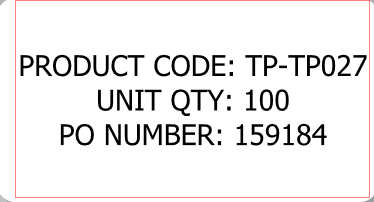 PRODUCT CODE: TP-TP027
UNIT QTY: 100
PO NUMBER: 159184